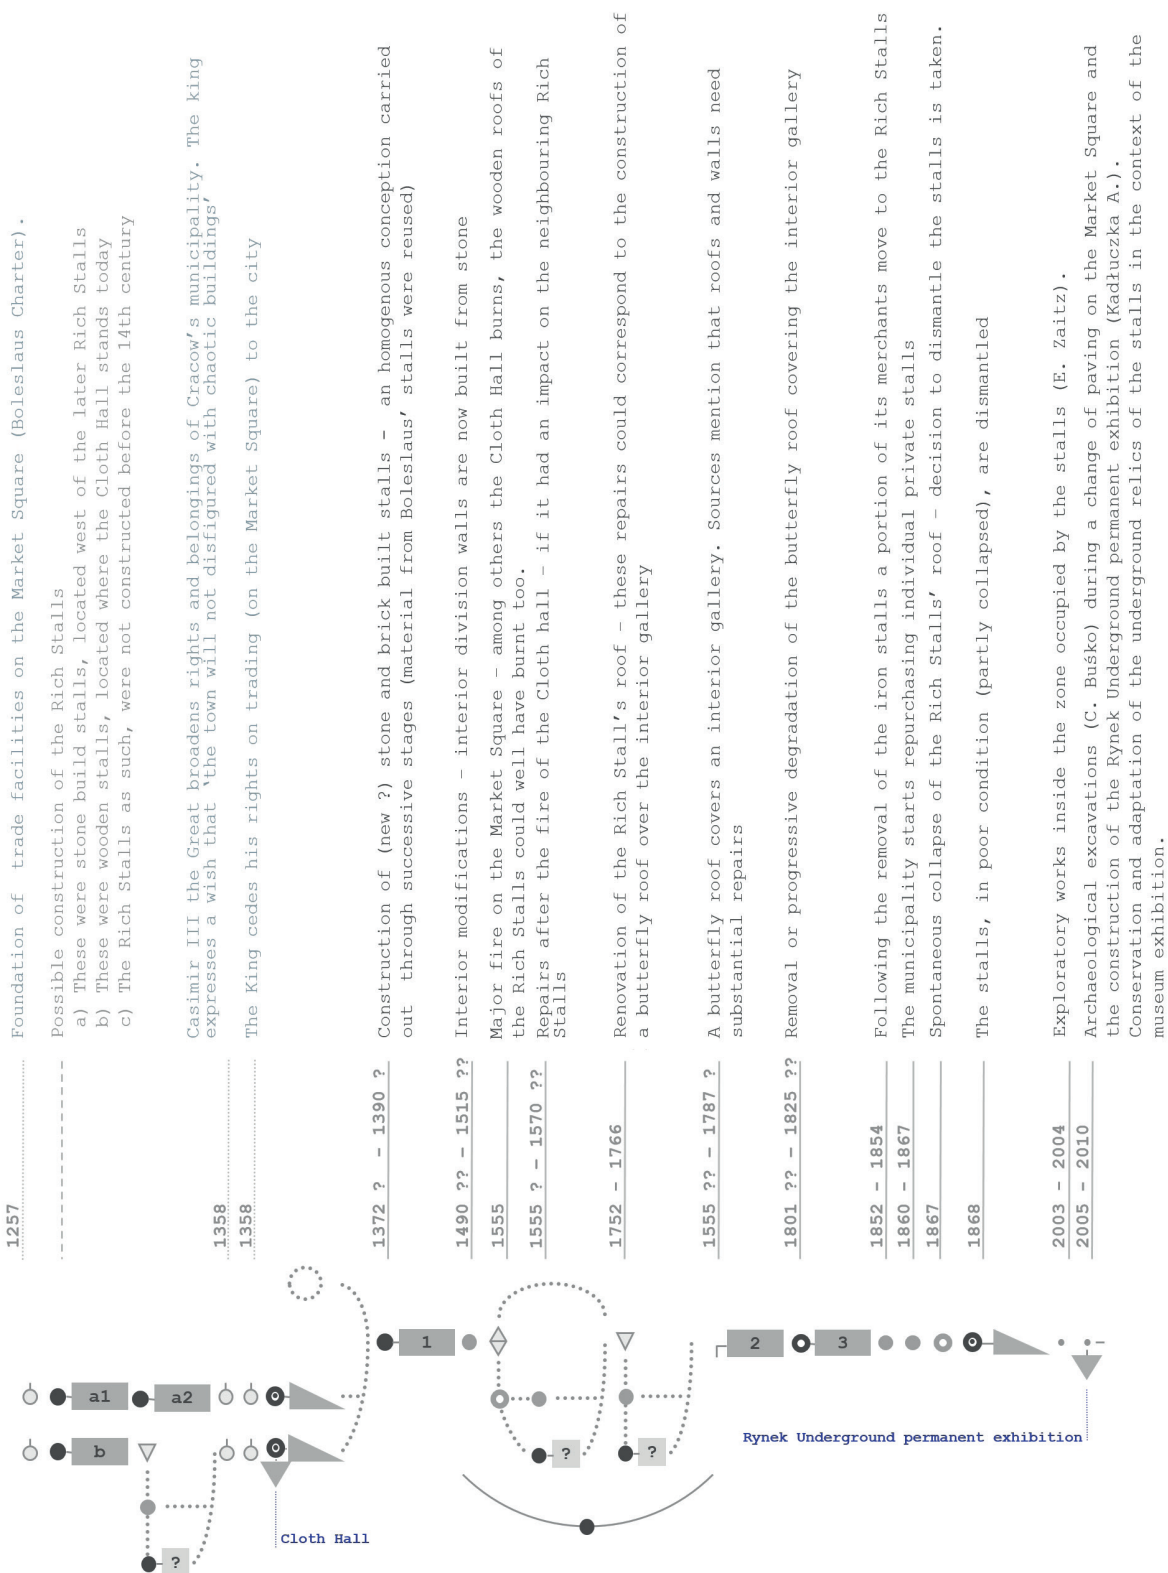 1257
Foundation of  trade facilities on the Market Square (Boleslaus Charter).
Possible construction of the Rich Stalls
a) These were stone build stalls, located west of the later Rich Stalls
b) These were wooden stalls, located where the Cloth Hall stands today
c) The Rich Stalls as such, were not constructed before the 14th century
1358
Casimir III the Great broadens rights and belongings of Cracow's municipality. The king
expresses a wish that 'the town will not disfigured with chaotic buildings'
1358
The King cedes his rights on trading (on the Market Square) to the city
1372 ? - 1390 ?
Construction of (new ?) stone and brick built stalls - an homogenous conception carried
out  through successive stages (material from Boleslaus' stalls were reused)
1490 ?? - 1515 ??
Interior modifications - interior division walls are now built from stone
1555
Major fire on the Market Square - among others the Cloth Hall burns, the wooden roofs of
the Rich Stalls could well have burnt too.
1555 ? - 1570 ??
Repairs after the fire of the Cloth hall - if it had an impact on the neighbouring Rich
Stalls
1752 - 1766
Renovation of the Rich Stall's roof - these repairs could correspond to the construction of
a butterfly roof over the interior gallery
1555 ?? - 1787 ?
A butterfly roof covers an interior gallery. Sources mention that roofs and walls need
substantial repairs
1801 ?? - 1825 ??
Removal or progressive degradation of the butterfly roof covering the interior gallery
1852 - 1854
Following the removal of the iron stalls a portion of its merchants move to the Rich Stalls
1860 - 1867
The municipality starts repurchasing individual private stalls
1867
Spontaneous collapse of the Rich Stalls' roof - decision to dismantle the stalls is taken.
1868
The stalls, in poor condition (partly collapsed), are dismantled
2003 - 2004
Exploratory works inside the zone occupied by the stalls (E. Zaitz).
2005 - 2010
Archaeological excavations (C. Buśko) during a change of paving on the Market Square and
the construction of the Rynek Underground permanent exhibition (Kadłuczka A.).
Conservation and adaptation of the underground relics of the stalls in the context of the
museum exhibition.
a1
a2
b
?
Cloth Hall
1
?
?
2
3
Rynek Underground permanent exhibition